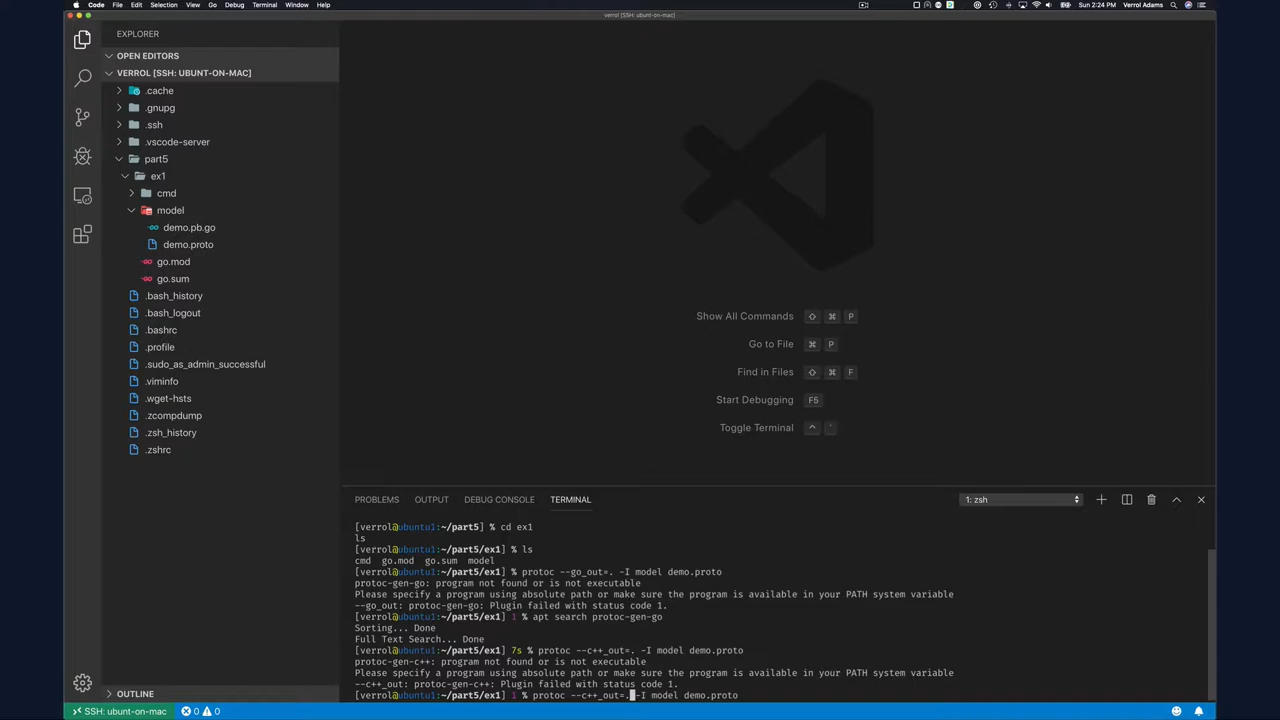 Code File Edit Selection View Go Debug Terminal Window Help
Sun 2:24 PM Verrol Adams
verrol [SSH: ubunt-on-mac]
EXPLORER
OPEN EDITORS
VERROL [SSH: UBUNT-ON-MAC]
.cache
.gnupg
.ssh
.vscode-server
part5
ex1
cmd
model
demo.pb.go
demo.proto
go.mod
go.sum
.bash_history
.bash_logout
.bashrc
.profile
.sudo_as_admin_successful
.viminfo
.wget-hsts
.zcompdump
.zsh_history
.zshrc
OUTLINE
Show All Commands ⇧ ⌘ P
Go to File ⌘ P
Find in Files ⇧ ⌘ F
Start Debugging F5
Toggle Terminal ⌃ `
PROBLEMS OUTPUT DEBUG CONSOLE TERMINAL 1: zsh
[verrol@ubuntu1:~/part5] % cd ex1
ls
[verrol@ubuntu1:~/part5/ex1] % ls
cmd go.mod go.sum model
[verrol@ubuntu1:~/part5/ex1] % protoc --go_out=. -I model demo.proto
protoc-gen-go: program not found or is not executable
Please specify a program using absolute path or make sure the program is available in your PATH system variable
--go_out: protoc-gen-go: Plugin failed with status code 1.
[verrol@ubuntu1:~/part5/ex1] 1 % apt search protoc-gen-go
Sorting... Done
Full Text Search... Done
[verrol@ubuntu1:~/part5/ex1] 7s % protoc --c++_out=. -I model demo.proto
protoc-gen-c++: program not found or is not executable
Please specify a program using absolute path or make sure the program is available in your PATH system variable
--c++_out: protoc-gen-c++: Plugin failed with status code 1.
[verrol@ubuntu1:~/part5/ex1] 1 % protoc --c++_out=. -I model demo.proto
SSH: ubunt-on-mac 0 0